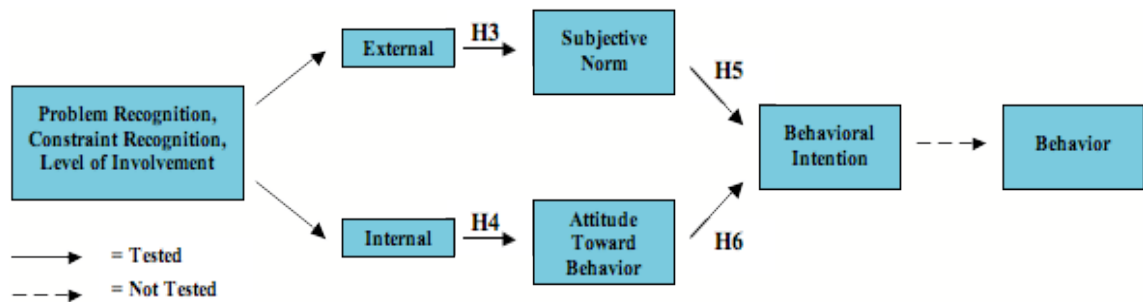 Problem Recognition,
Constraint Recognition,
Level of Involvement
External
H3
Subjective
Norm
H5
Internal
H4
Attitude
Toward
Behavior
H6
Behavioral
Intention
Behavior
= Tested
= Not Tested